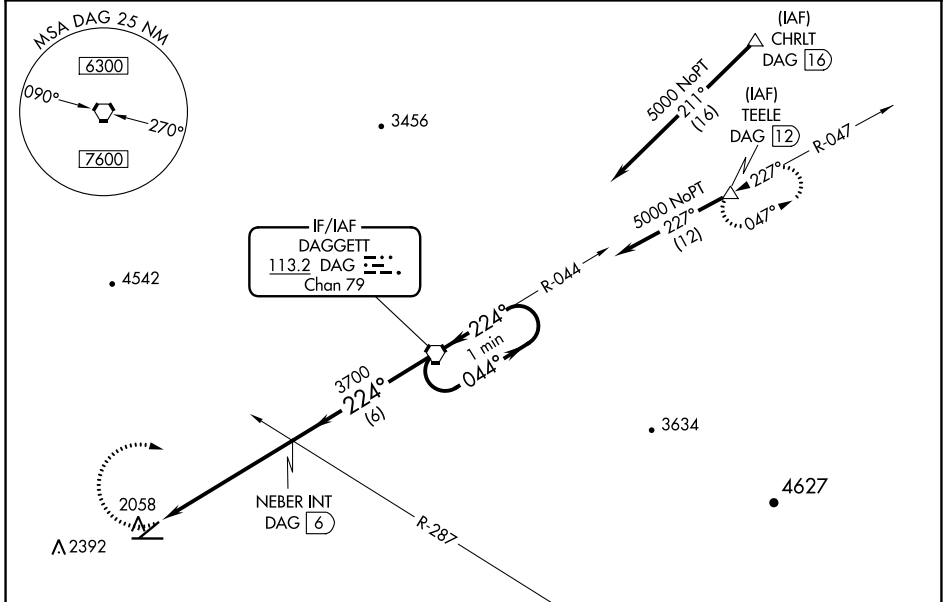 MSA DAG 25 NM
6300
090°
270°
7600
3456
(IAF)
CHRLT
DAG 16
5000 NoPT
211°
(16)
(IAF)
TEELE
DAG 12
R-047
227°
047°
5000 NoPT
227°
(12)
IF/IAF
DAGGETT
113.2 DAG
Chan 79
4542
R-044
224°
1 min
044°
3700
224°
(6)
3634
4627
NEBER INT
DAG 6
R-287
2058
2392